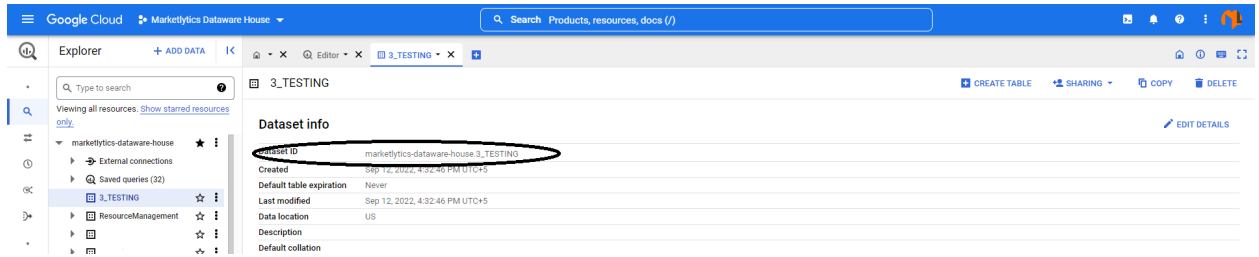 Google Cloud Marketlytics Dataware House Search Products, resources, docs (/)
Explorer + ADD DATA Editor 3_TESTING
Type to search 3_TESTING CREATE TABLE SHARING COPY DELETE
Viewing all resources. Show starred resources only.
Dataset info EDIT DETAILS
marketlytics-dataware-house
External connections
Saved queries (32)
3_TESTING
ResourceManagement
Dataset ID marketlytics-dataware-house.3_TESTING
Created Sep 12, 2022, 4:32:46 PM UTC+5
Default table expiration Never
Last modified Sep 12, 2022, 4:32:46 PM UTC+5
Data location US
Description
Default collation